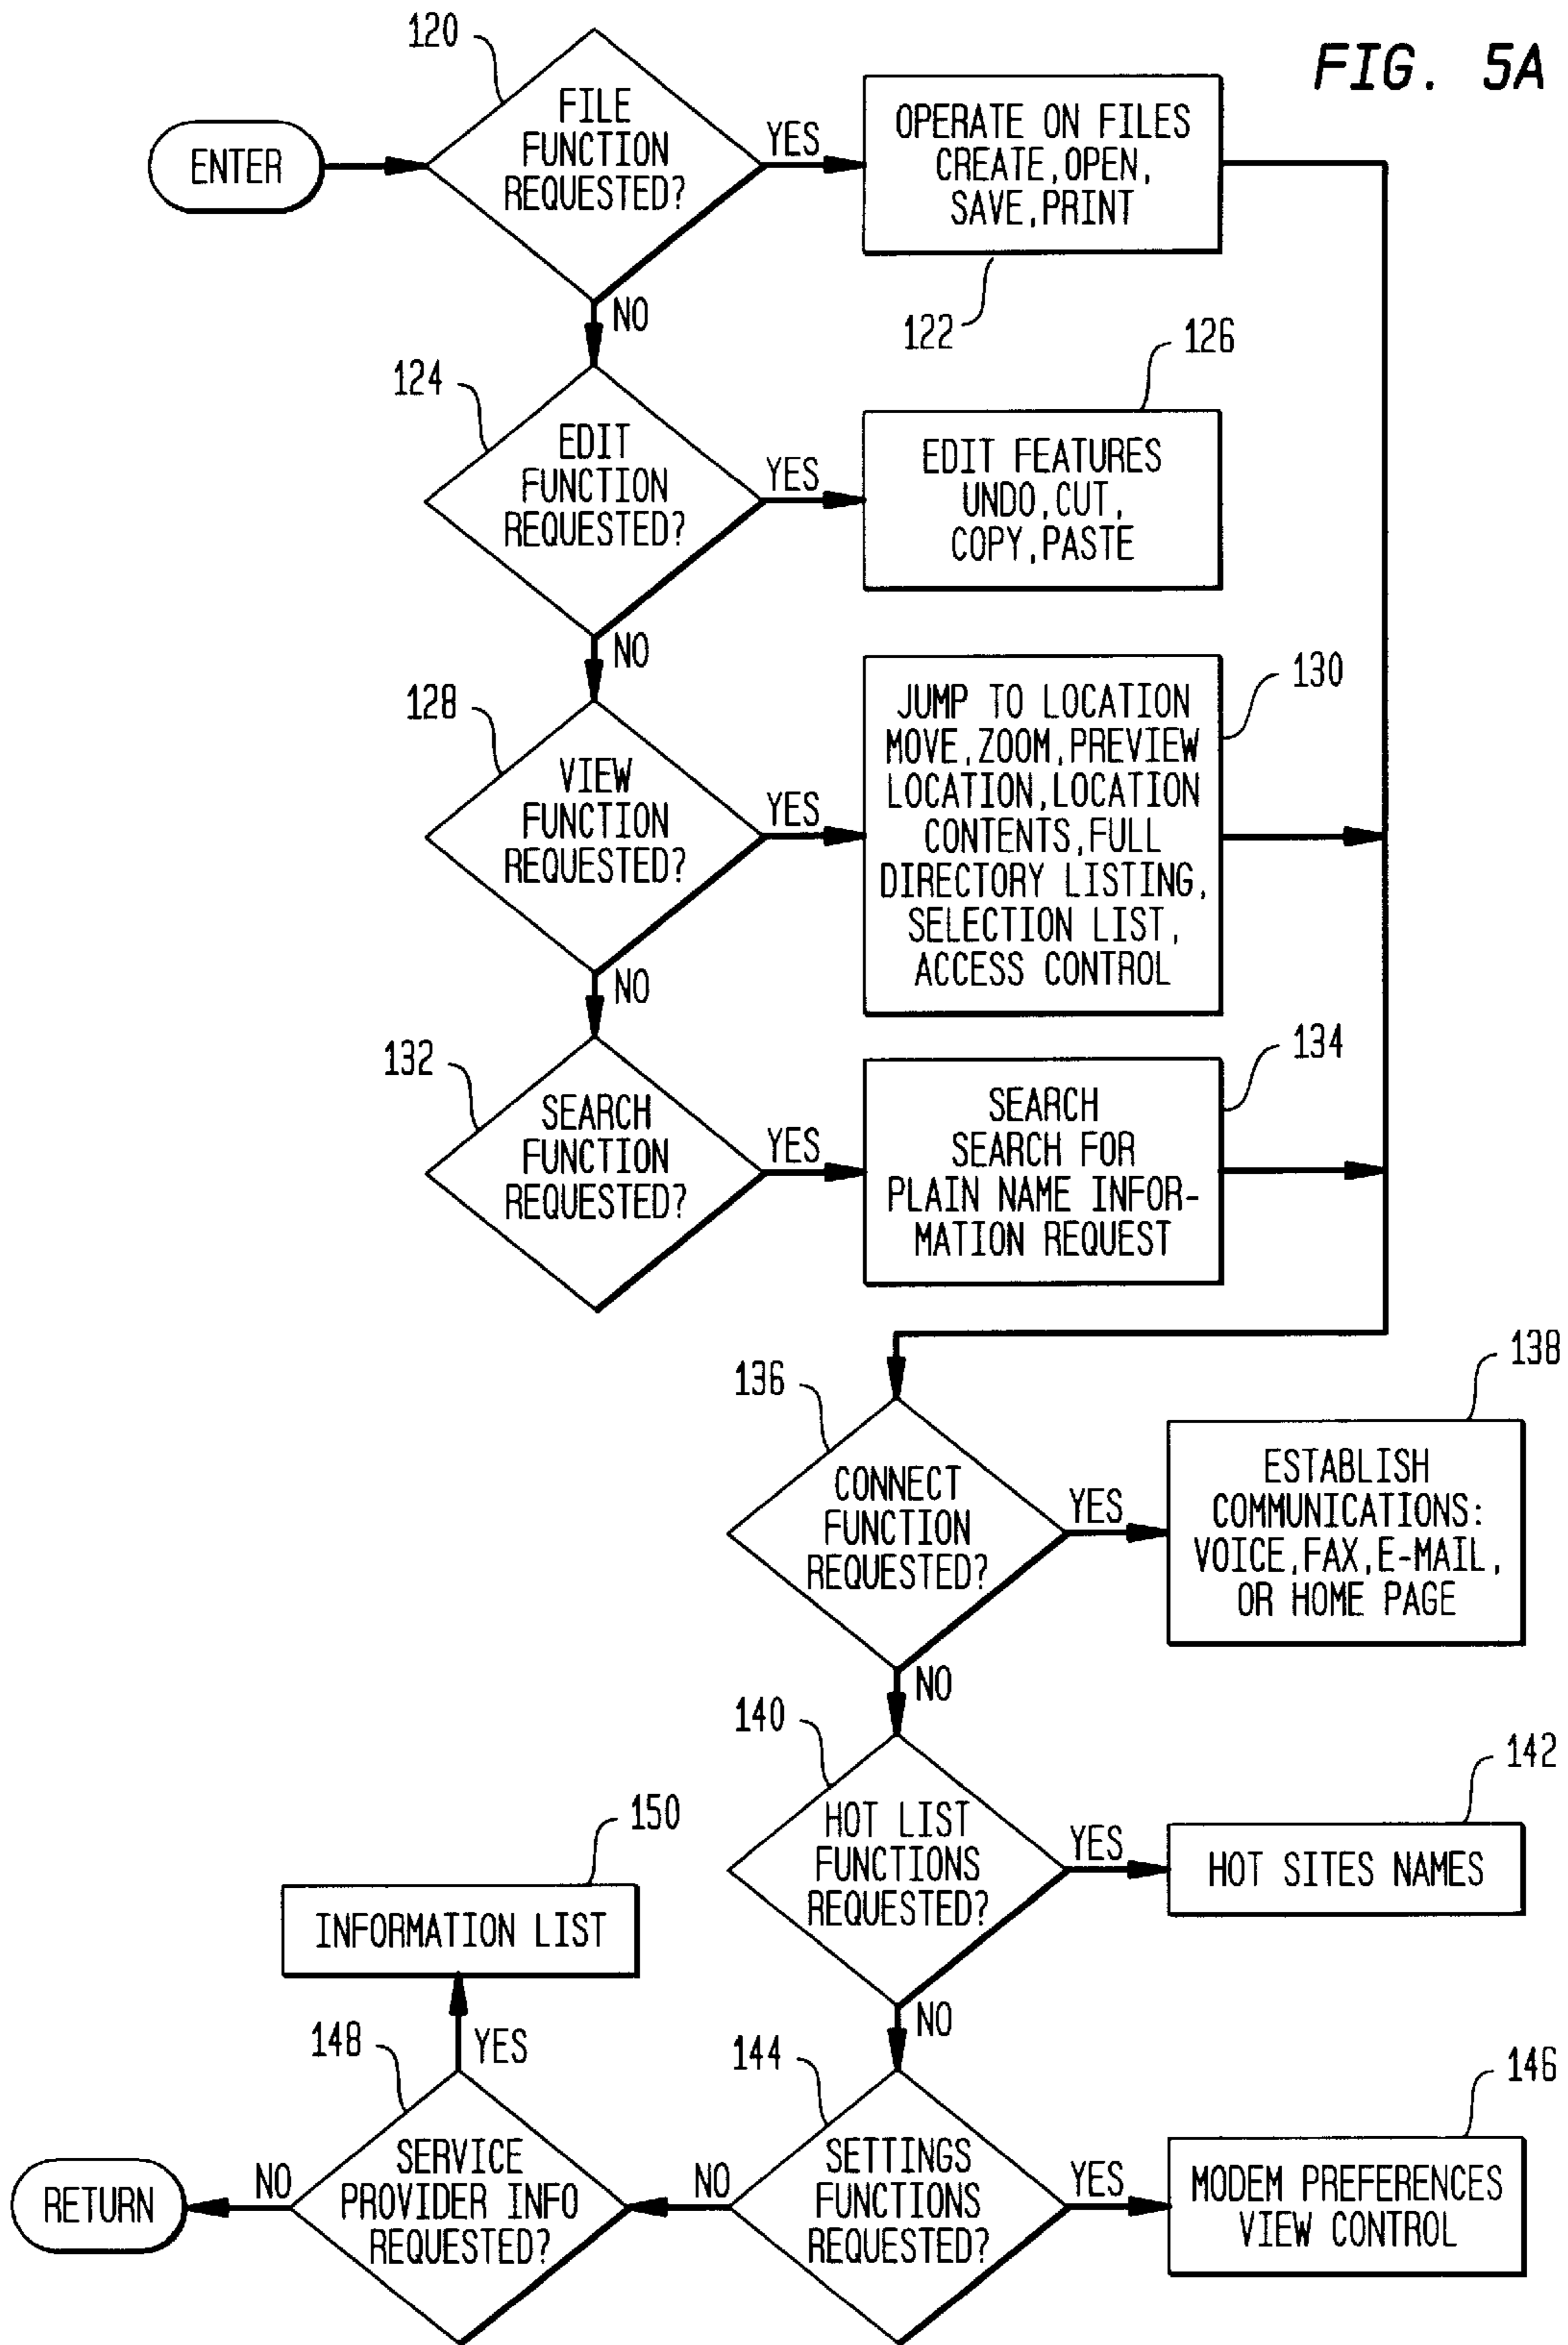 FIG. 5A
120
ENTER
FILE
FUNCTION
REQUESTED?
YES
OPERATE ON FILES
CREATE, OPEN,
SAVE, PRINT
122
NO
124
EDIT
FUNCTION
REQUESTED?
YES
126
EDIT FEATURES
UNDO, CUT,
COPY, PASTE
NO
128
VIEW
FUNCTION
REQUESTED?
YES
130
JUMP TO LOCATION
MOVE, ZOOM, PREVIEW
LOCATION, LOCATION
CONTENTS, FULL
DIRECTORY LISTING,
SELECTION LIST,
ACCESS CONTROL
NO
132
SEARCH
FUNCTION
REQUESTED?
YES
134
SEARCH
SEARCH FOR
PLAIN NAME INFOR-
MATION REQUEST
136
CONNECT
FUNCTION
REQUESTED?
YES
138
ESTABLISH
COMMUNICATIONS:
VOICE, FAX, E-MAIL,
OR HOME PAGE
NO
140
HOT LIST
FUNCTIONS
REQUESTED?
YES
142
HOT SITES NAMES
NO
144
SETTINGS
FUNCTIONS
REQUESTED?
YES
146
MODEM PREFERENCES
VIEW CONTROL
NO
148
SERVICE
PROVIDER INFO
REQUESTED?
YES
150
INFORMATION LIST
NO
RETURN